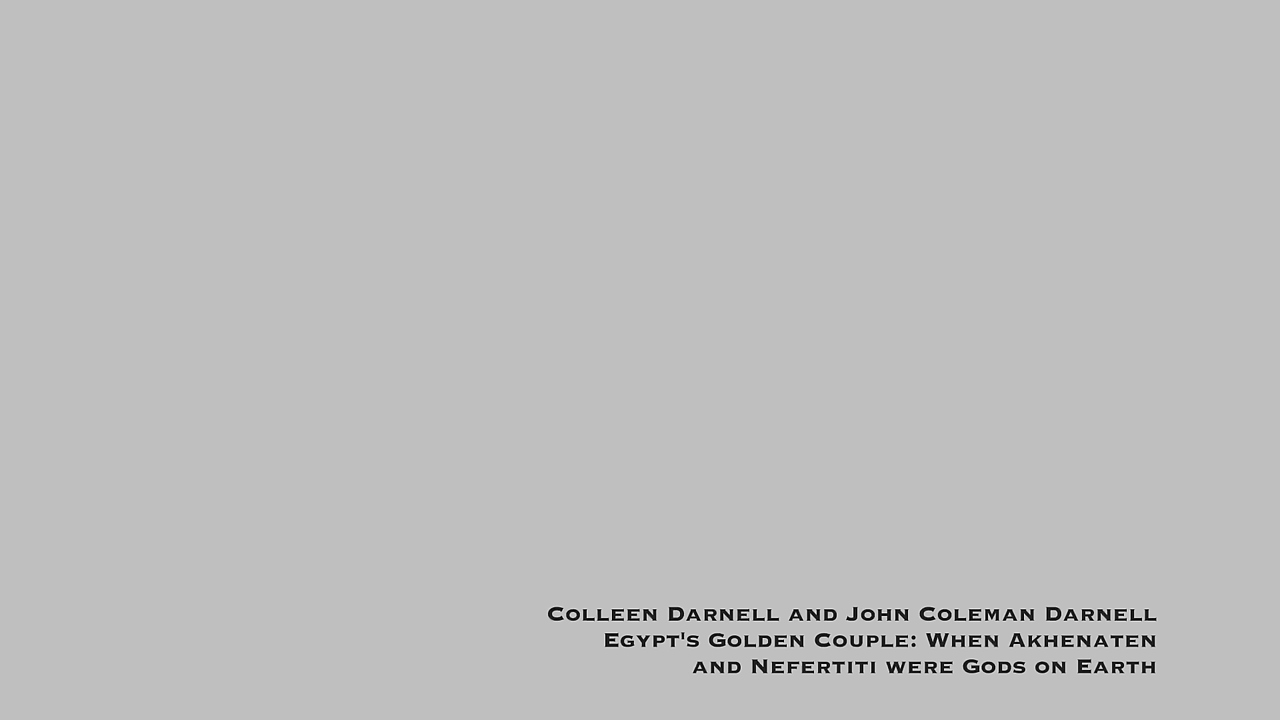 Colleen Darnell and John Coleman Darnell
Egypt's Golden Couple: When Akhenaten
and Nefertiti were Gods on Earth